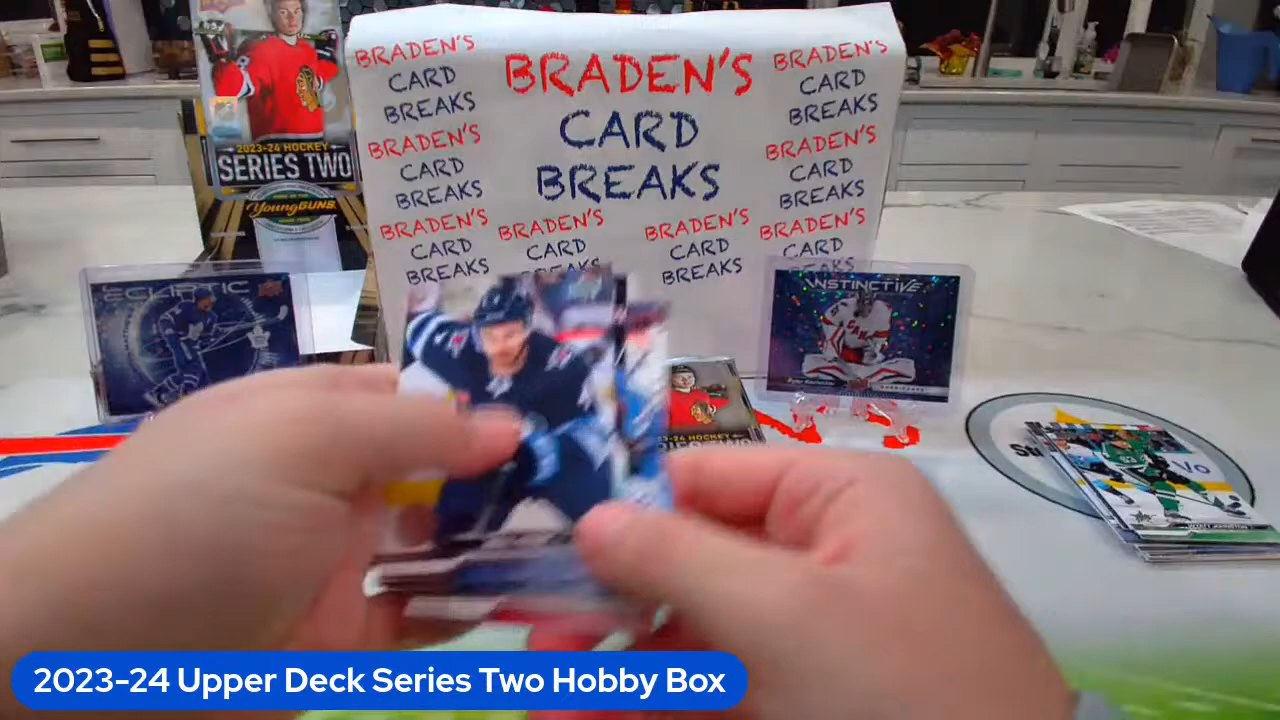 BRADEN'S
CARD
BREAKS
BRADEN'S
CARD
BREAKS
BRADEN'S
CARD
BREAKS
BRADEN'S
CARD
BREAKS
BRADEN'S
CARD
BREAKS
BRADEN'S
CARD
BREAKS
BRADEN'S
CARD
BREAKS
BRADEN'S
CARD
BREAKS
BRADEN'S
CARD
2023-24 HOCKEY
SERIES TWO
YoungGUNS
ECLIPTIC
INSTINCTIVE
2023-24 Upper Deck Series Two Hobby Box